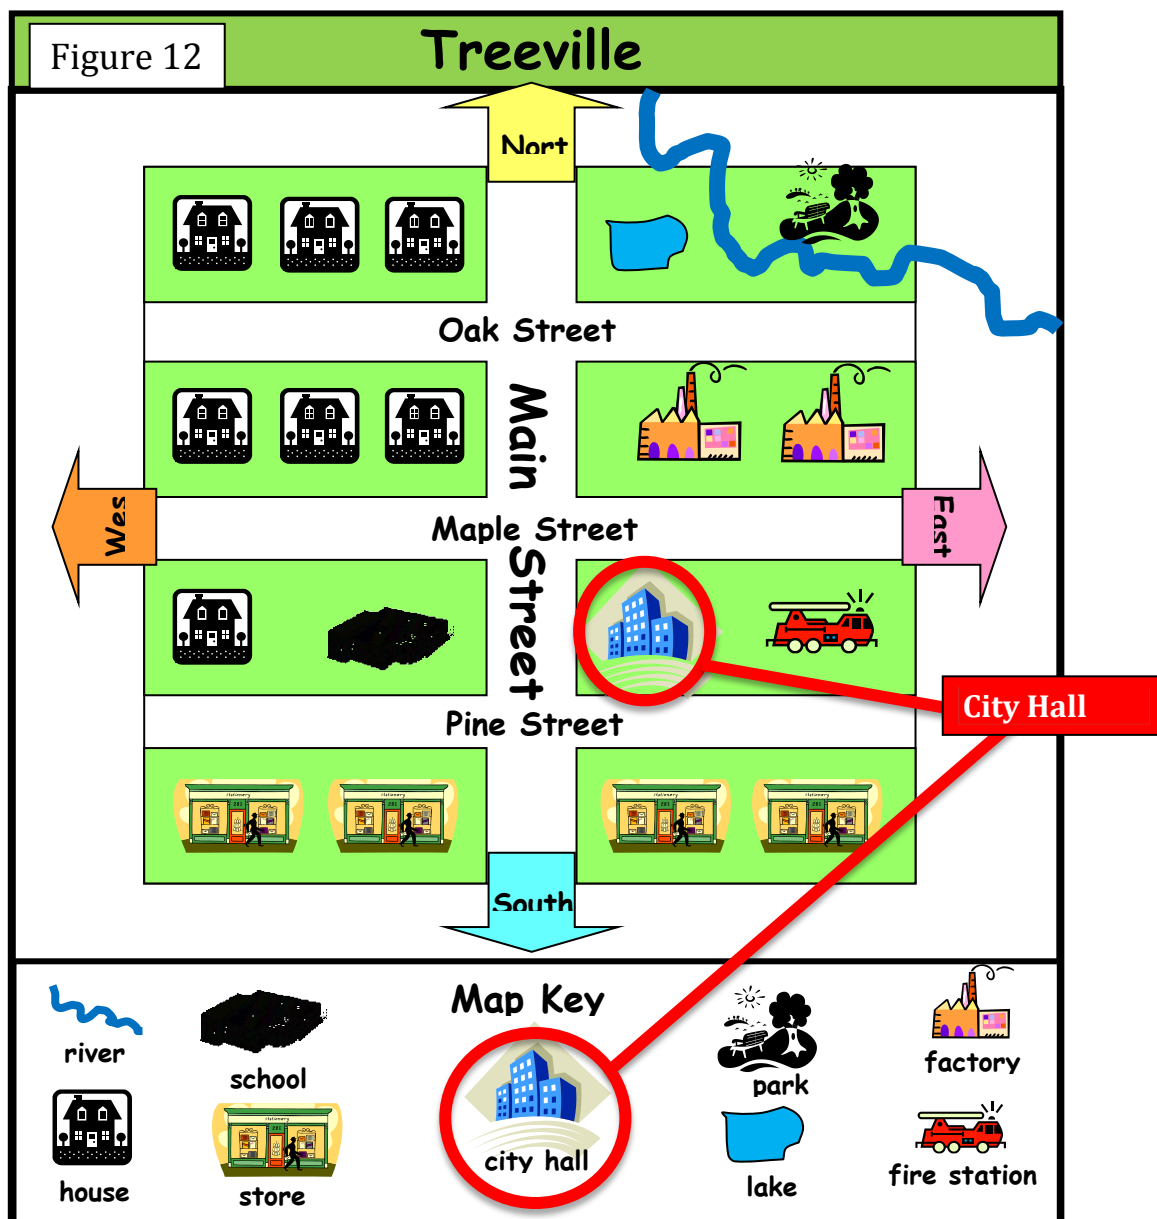 Figure 12
Treeville
Nort
Oak Street
Main Street
Wes
Maple Street
East
Pine Street
City Hall
South
Map Key
river
school
park
factory
house
store
city hall
lake
fire station